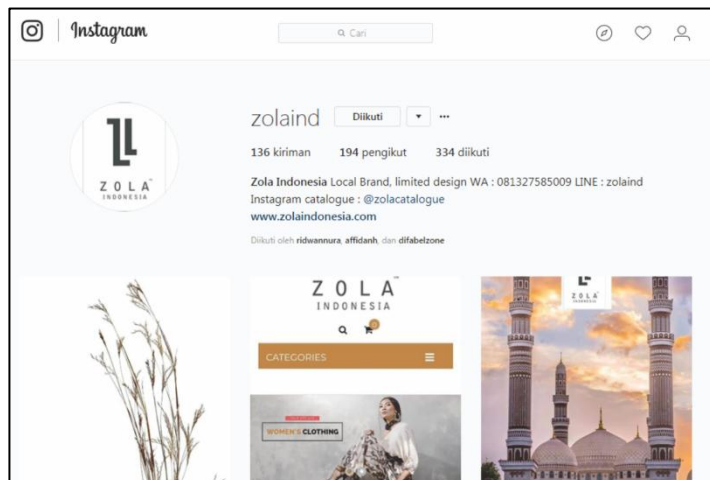 Instagram
Cari
ZOLA
INDONESIA
zolaind Diikuti
136 kiriman 194 pengikut 334 diikuti
Zola Indonesia Local Brand, limited design WA : 081327585009 LINE : zolaind
Instagram catalogue : @zolacatalogue
www.zolaindonesia.com
Diikuti oleh ridwannura, affidanh, dan difabelzone
ZOLA
INDONESIA
CATEGORIES
WOMEN'S CLOTHING
ZOLA